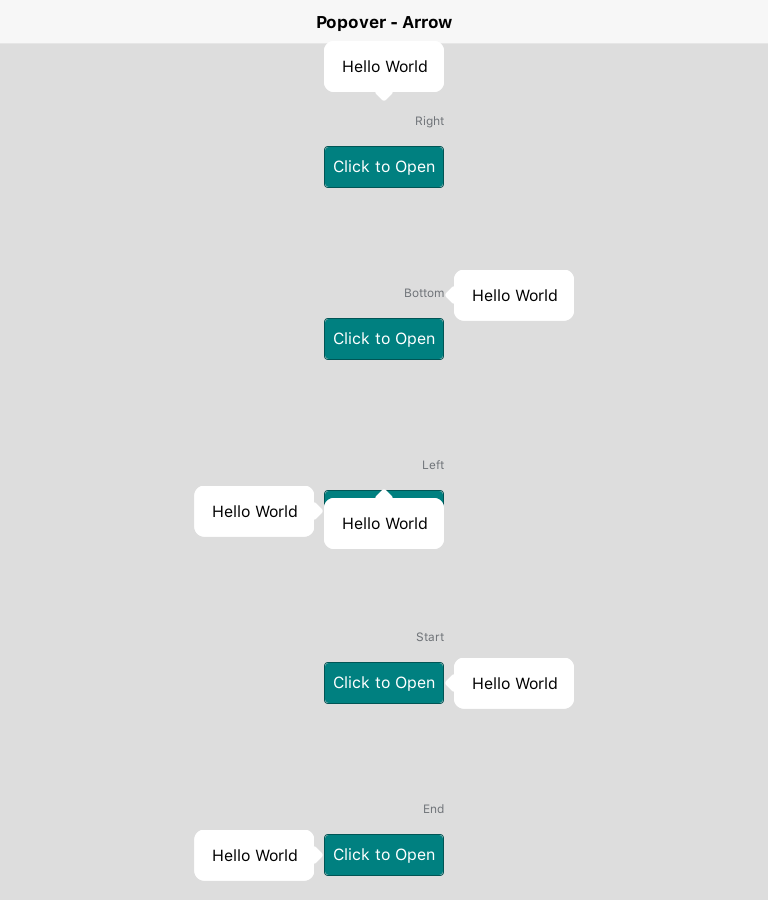 Popover - Arrow
Hello World
Right
Click to Open
Bottom
Hello World
Click to Open
Left
Hello World
Hello World
Start
Click to Open
Hello World
End
Hello World
Click to Open